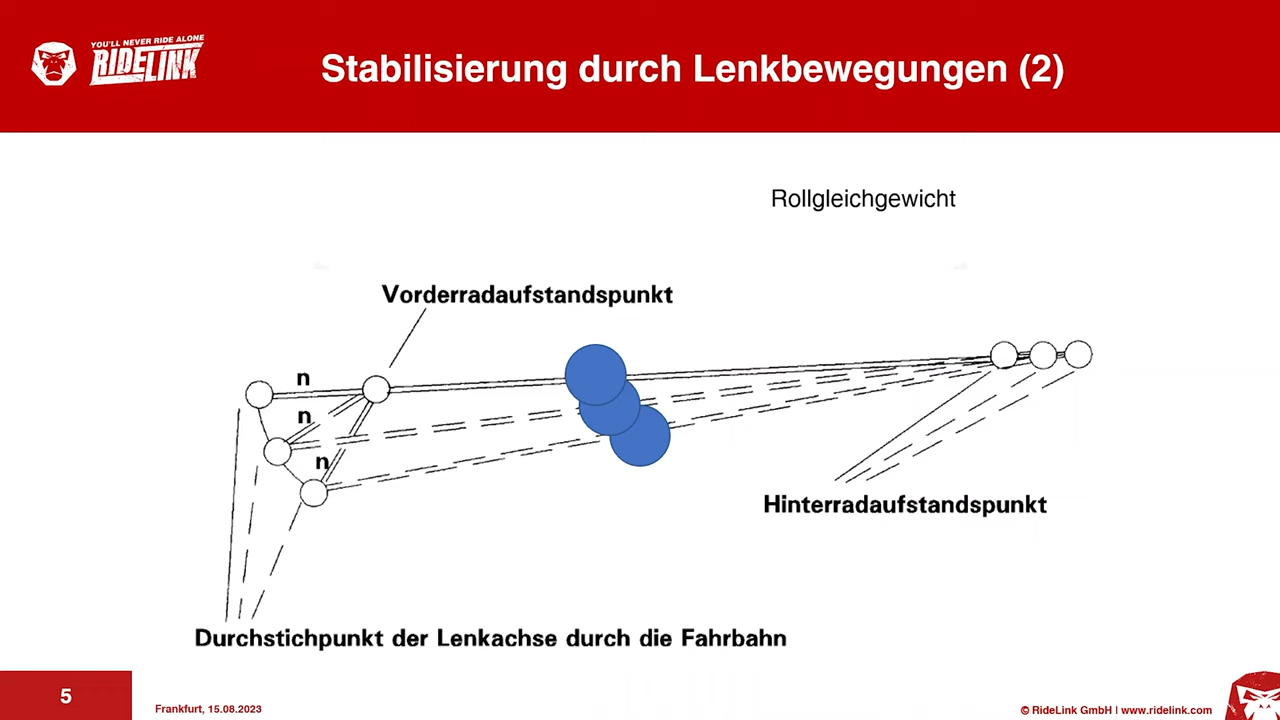 YOU'LL NEVER RIDE ALONE
RIDELINK
Stabilisierung durch Lenkbewegungen (2)
Rollgleichgewicht
Vorderradaufstandspunkt
n
n
n
Hinterradaufstandspunkt
Durchstichpunkt der Lenkachse durch die Fahrbahn
5
Frankfurt, 15.08.2023
© RideLink GmbH I www.ridelink.com